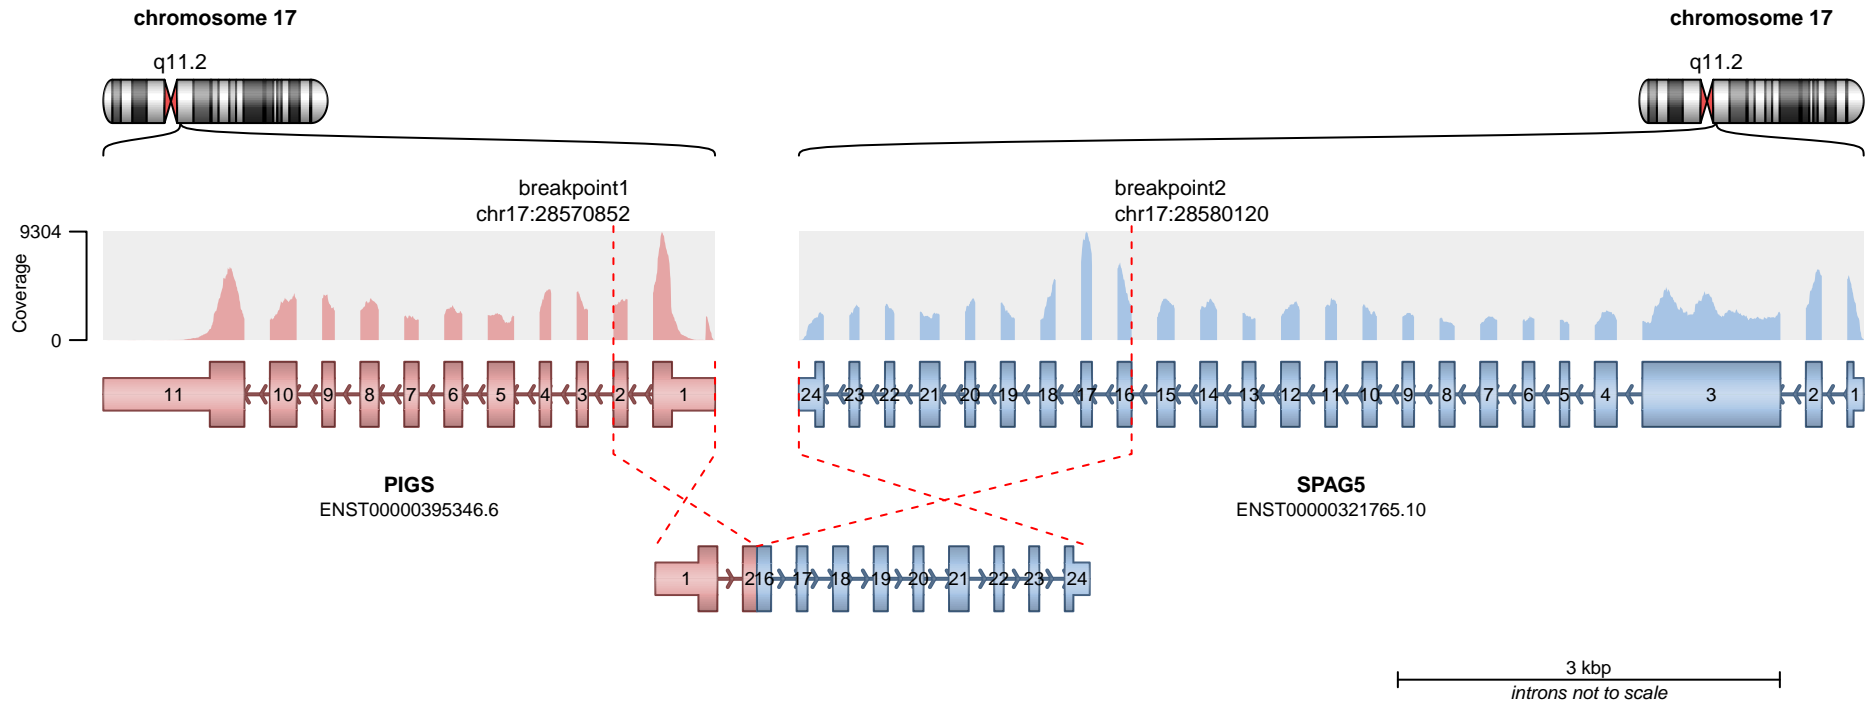 chromosome 17
chromosome 17
q11.2
q11.2
breakpoint1
chr17:28570852
breakpoint2
chr17:28580120
9304
Coverage
0
11 10 9 8 7 6 5 4 3 2 1
24 23 22 21 20 19 18 17 16 15 14 13 12 11 10 9 8 7 6 5 4 3 2 1
PIGS
ENST00000395346.6
SPAG5
ENST00000321765.10
1 2 16 17 18 19 20 21 22 23 24
3 kbp
introns not to scale